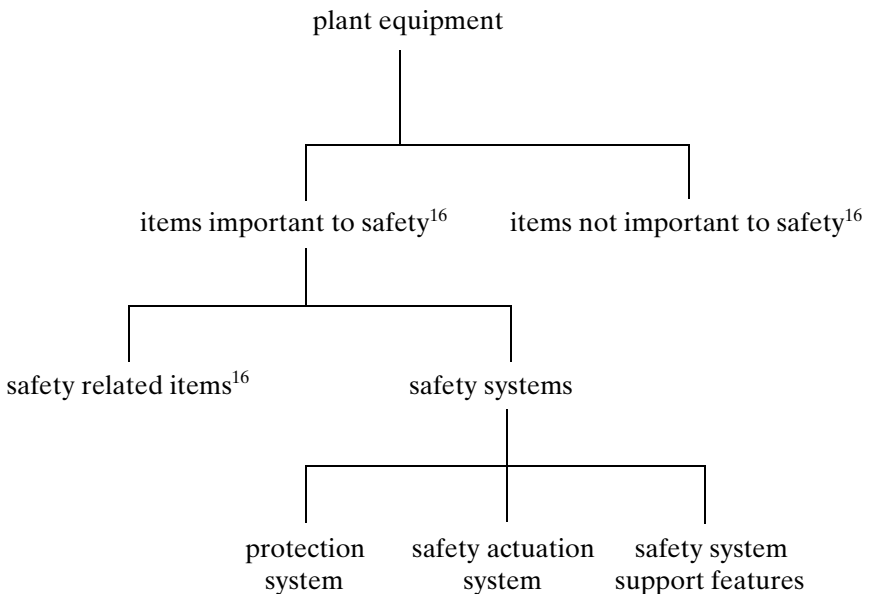 plant equipment
items important to safety16 items not important to safety16
safety related items16 safety systems
protection system
safety actuation system
safety system support features